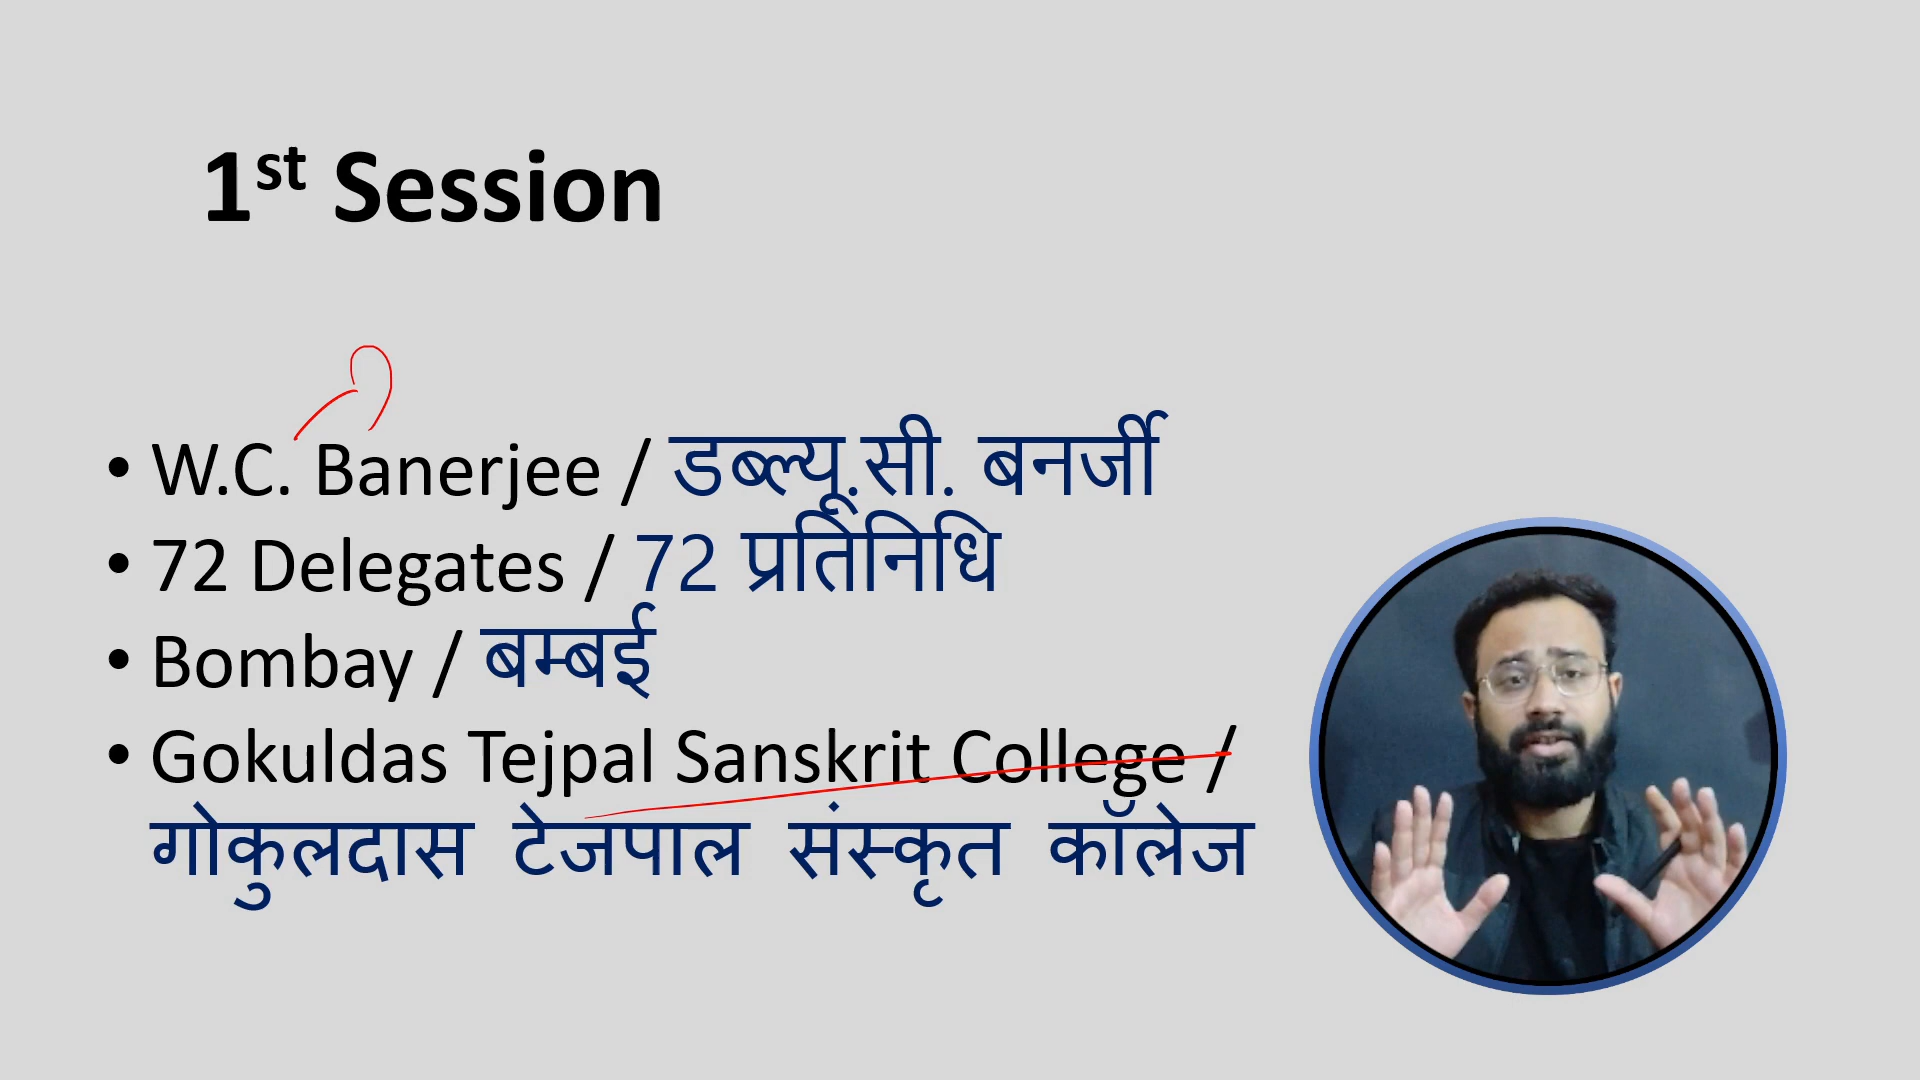 1st Session
• W.C. Banerjee / डब्ल्यू.सी. बनर्जी
• 72 Delegates / 72 प्रतिनिधि
• Bombay / बम्बई
• Gokuldas Tejpal Sanskrit College /
गोकुलदास टेजपाल संस्कृत कॉलेज